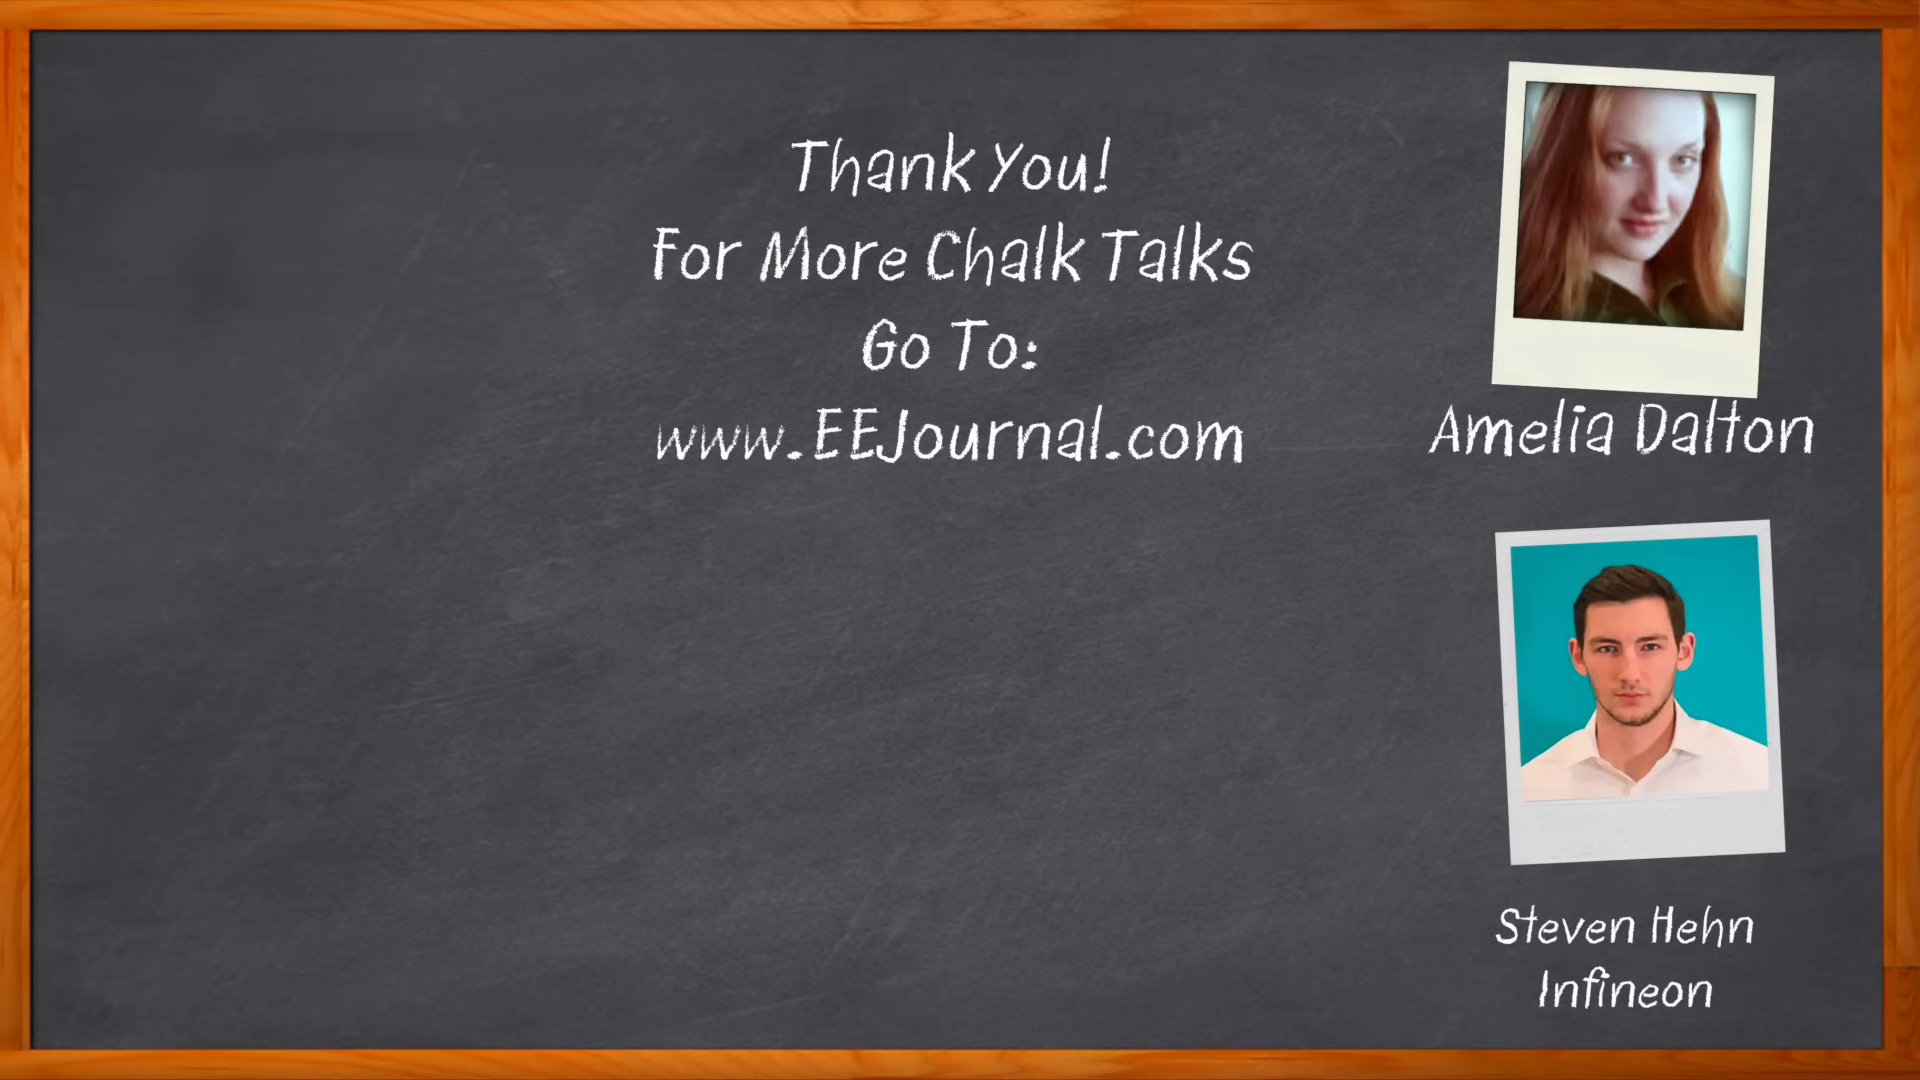 Thank You!
For More Chalk Talks
Go To:
www.EEJournal.com
Amelia Dalton
Steven Hehn
Infineon